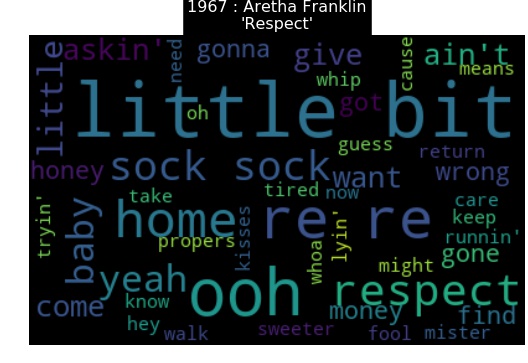 1967 : Aretha Franklin
'Respect'
little askin' need gonna give cause ain't
whip means
little bit
oh got
guess
honey sock sock want return wrong
tryin' baby take tired now care
home re re keep
propers kisses whoa lyin' runnin'
yeah ooh might gone
come know respect
hey money find
walk sweeter fool mister